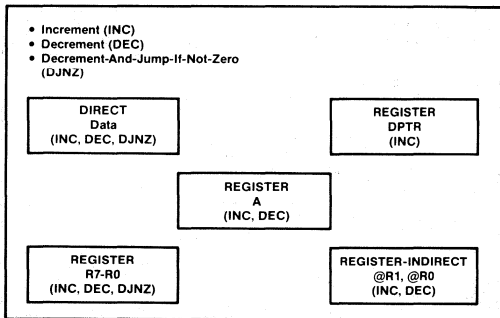 • Increment (INC)
• Decrement (DEC)
• Decrement-And-Jump-If-Not-Zero
(DJNZ)
DIRECT
Data
(INC, DEC, DJNZ)
REGISTER
DPTR
(INC)
REGISTER
A
(INC, DEC)
REGISTER
R7-R0
(INC, DEC, DJNZ)
REGISTER-INDIRECT
@R1, @R0
(INC, DEC)